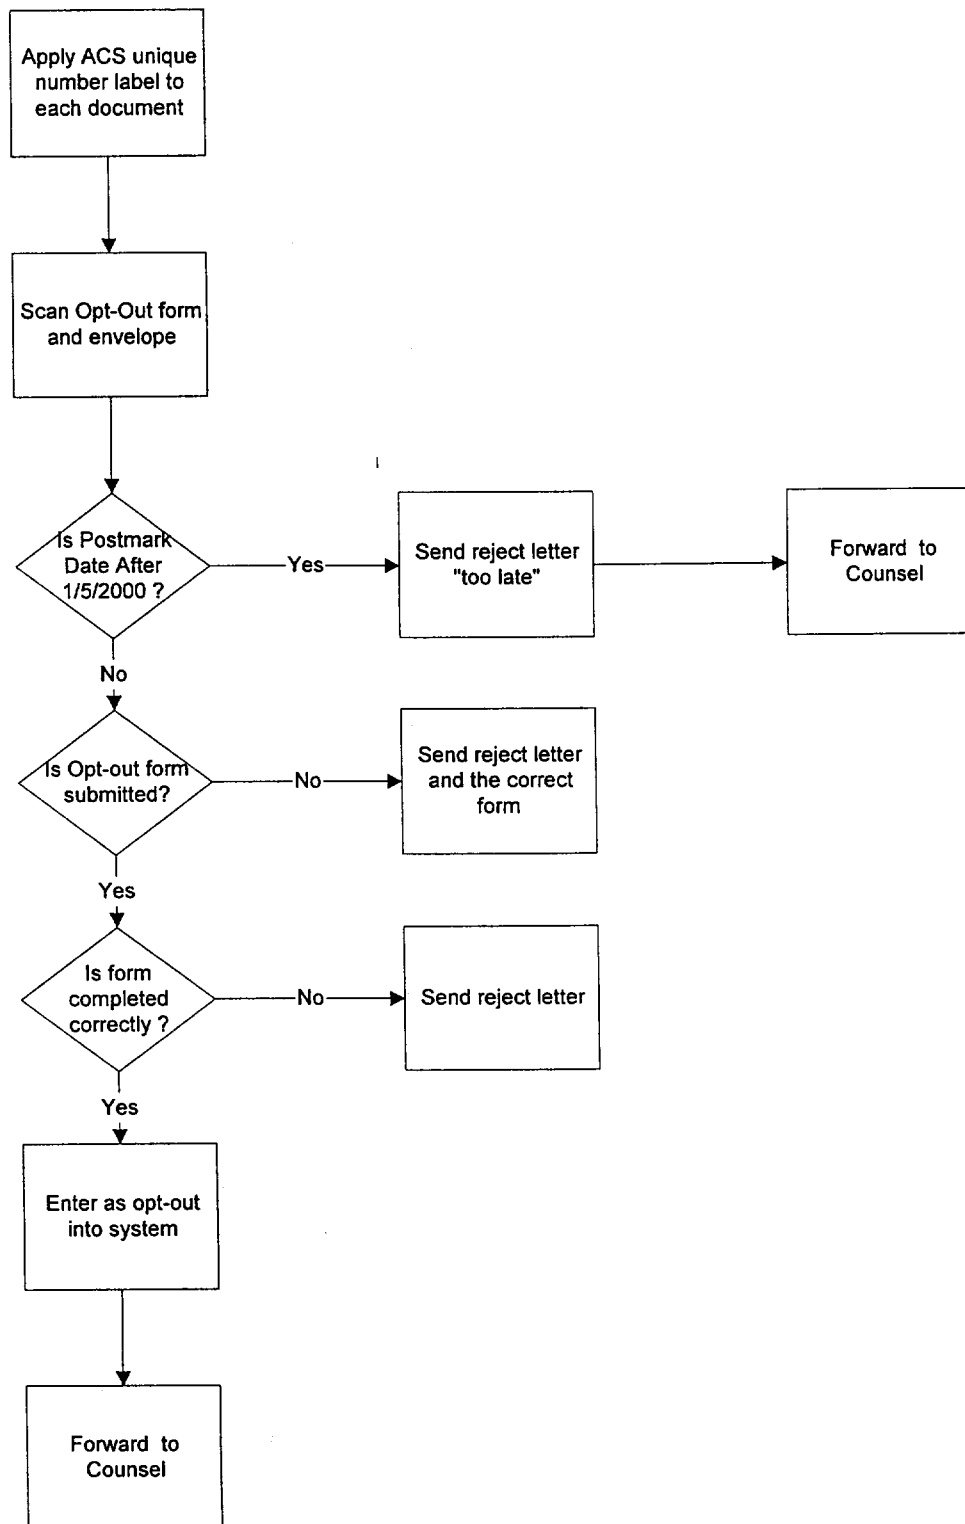 Apply ACS unique
number label to
each document
Scan Opt-Out form
and envelope
Is Postmark
Date After
1/5/2000 ?
Yes
Send reject letter
"too late"
Forward to
Counsel
No
Is Opt-out form
submitted?
No
Send reject letter
and the correct
form
Yes
Is form
completed
correctly ?
No
Send reject letter
Yes
Enter as opt-out
into system
Forward to
Counsel